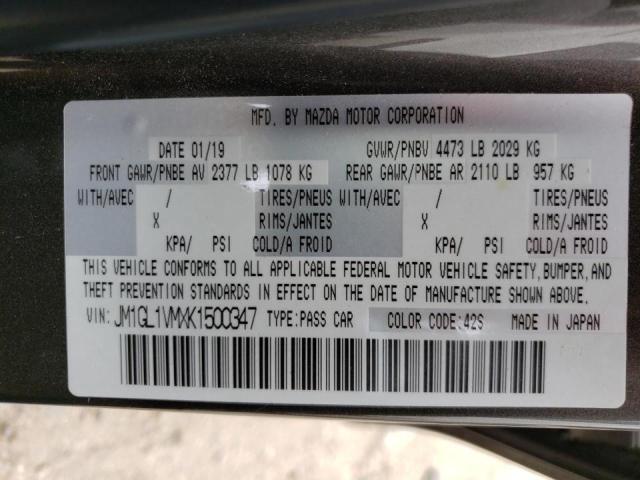 MFD. BY MAZDA MOTOR CORPORATION
DATE 01/19 GVWR/PNBV 4473 LB 2029 KG
FRONT GAWR/PNBE AV 2377 LB 1078 KG REAR GAWR/PNBE AR 2110 LB 957 KG
WITH/AVEC / TIRES/PNEUS WITH/AVEC / TIRES/PNEUS
X RIMS/JANTES X RIMS/JANTES
KPA/ PSI COLD/A FROID KPA/ PSI COLD/A FROID
THIS VEHICLE CONFORMS TO ALL APPLICABLE FEDERAL MOTOR VEHICLE SAFETY, BUMPER, AND
THEFT PREVENTION STANDARDS IN EFFECT ON THE DATE OF MANUFACTURE SHOWN ABOVE.
VIN: JM1GL1VMXK1500347 TYPE:PASS CAR COLOR CODE:42S MADE IN JAPAN